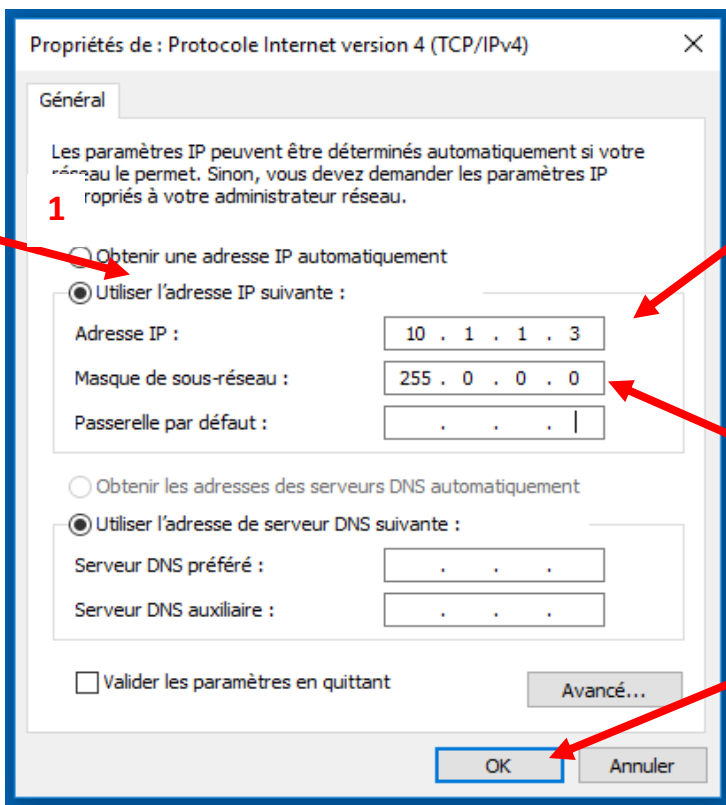 Propriétés de : Protocole Internet version 4 (TCP/IPv4)
Général
Les paramètres IP peuvent être déterminés automatiquement si votre
réseau le permet. Sinon, vous devez demander les paramètres IP
ropriés à votre administrateur réseau.
1
Obtenir une adresse IP automatiquement
Utiliser l'adresse IP suivante :
Adresse IP : 10 . 1 . 1 . 3
Masque de sous-réseau : 255 . 0 . 0 . 0
Passerelle par défaut : . . .
Obtenir les adresses des serveurs DNS automatiquement
Utiliser l'adresse de serveur DNS suivante :
Serveur DNS préféré : . . .
Serveur DNS auxiliaire : . . .
Valider les paramètres en quittant
Avancé...
OK Annuler